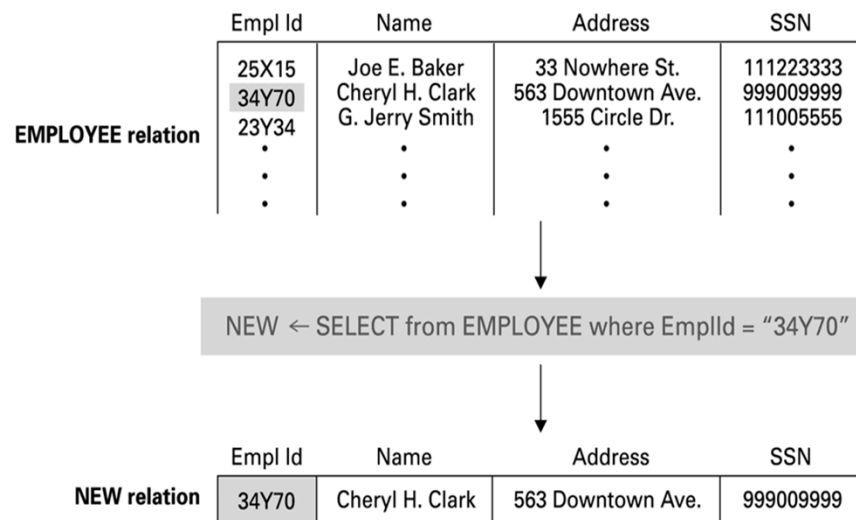 Empl Id Name Address SSN
25X15 Joe E. Baker 33 Nowhere St. 111223333
34Y70 Cheryl H. Clark 563 Downtown Ave. 999009999
23Y34 G. Jerry Smith 1555 Circle Dr. 111005555
EMPLOYEE relation
NEW ← SELECT from EMPLOYEE where EmplId = “34Y70”
Empl Id Name Address SSN
NEW relation 34Y70 Cheryl H. Clark 563 Downtown Ave. 999009999